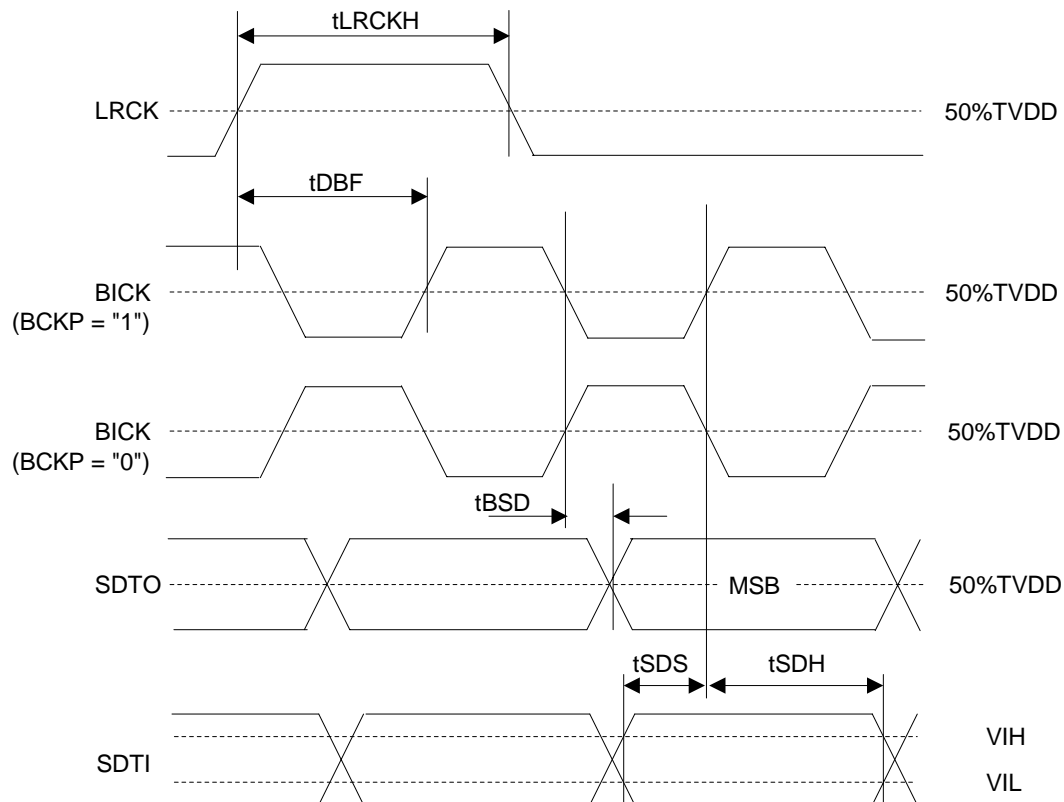 tLRCKH
LRCK
50%TVDD
tDBF
BICK
50%TVDD
(BCKP = "1")
BICK
50%TVDD
(BCKP = "0")
tBSD
SDTO
MSB
50%TVDD
tSDS
tSDH
VIH
SDTI
VIL